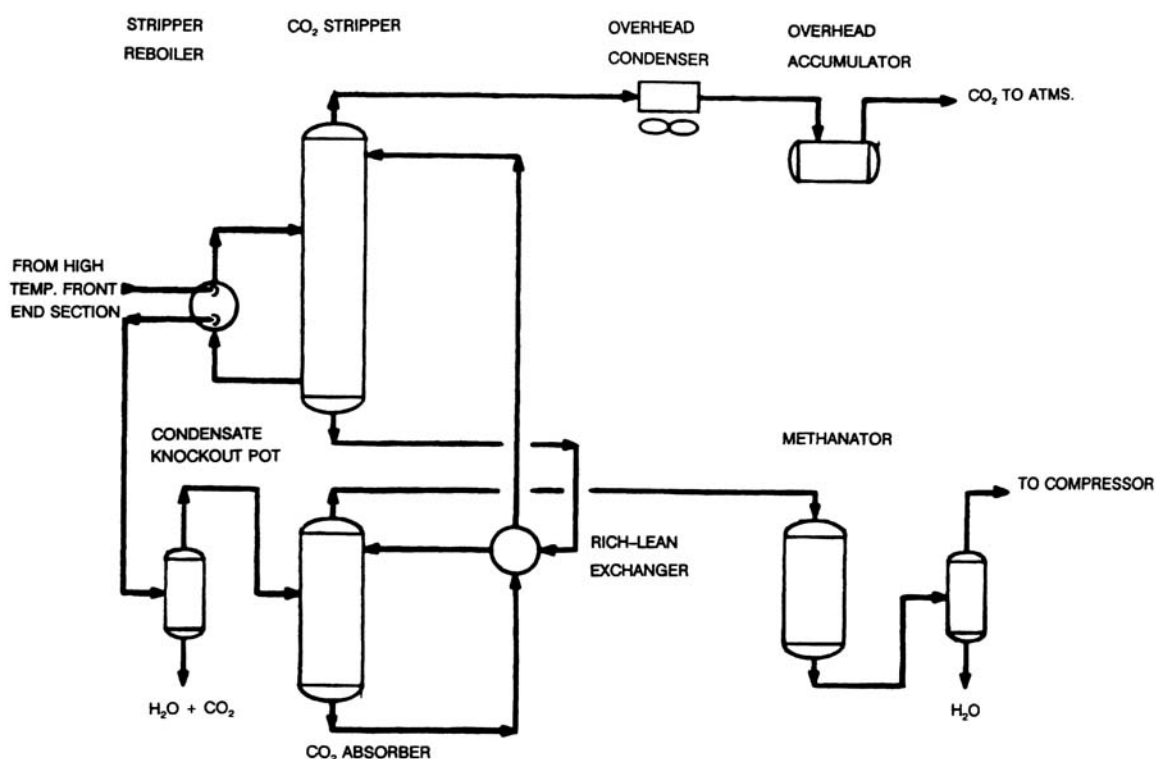 STRIPPER
REBOILER
CO₂ STRIPPER
OVERHEAD
CONDENSER
OVERHEAD
ACCUMULATOR
CO₂ TO ATMS.
FROM HIGH
TEMP. FRONT
END SECTION
CONDENSATE
KNOCKOUT POT
METHANATOR
TO COMPRESSOR
RICH–LEAN
EXCHANGER
H₂O + CO₂
H₂O
CO₂ ABSORBER